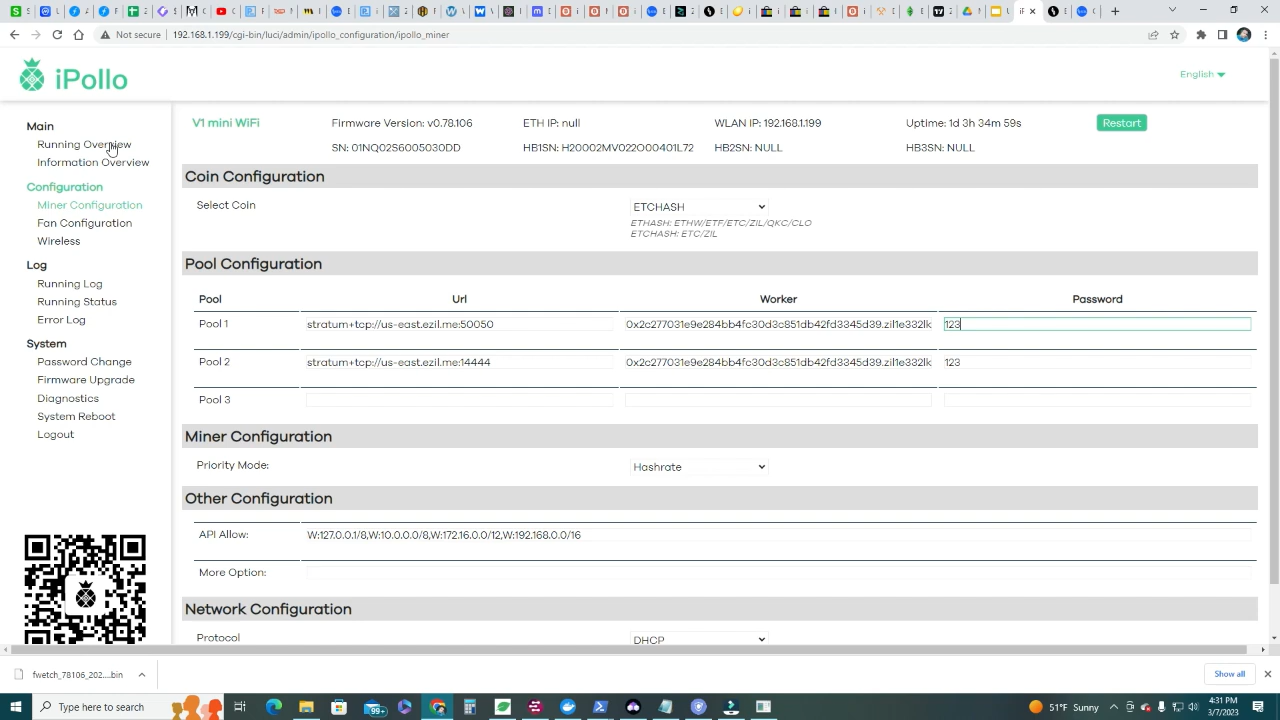 Not secure
192.168.1.199/cgi-bin/luci/admin/ipollo_configuration/ipollo_miner
iPollo
English
Main
Running Overview
Information Overview
Configuration
Miner Configuration
Fan Configuration
Wireless
Log
Running Log
Running Status
Error Log
System
Password Change
Firmware Upgrade
Diagnostics
System Reboot
Logout
V1 mini WiFi
Firmware Version: v0.78.106
ETH IP: null
WLAN IP: 192.168.1.199
Uptime: 1d 3h 34m 59s
Restart
SN: 01NQ02S6005030DD
HB1SN: H20002MV022O00401L72
HB2SN: NULL
HB3SN: NULL
Coin Configuration
Select Coin
ETCHASH
ETHASH: ETHW/ETF/ETC/ZIL/QKC/CLO
ETCHASH: ETC/ZIL
Pool Configuration
Pool Url Worker Password
Pool 1 stratum+tcp://us-east.ezil.me:50050 0x2c277031e9e284bb4fc30d3c851db42fd3345d39.zil1e332lk 123
Pool 2 stratum+tcp://us-east.ezil.me:14444 0x2c277031e9e284bb4fc30d3c851db42fd3345d39.zil1e332lk 123
Pool 3
Miner Configuration
Priority Mode: Hashrate
Other Configuration
API Allow: W:127.0.0.1/8,W:10.0.0.0/8,W:172.16.0.0/12,W:192.168.0.0/16
More Option:
Network Configuration
Protocol DHCP
fwetch_78106_202....bin
Show all
Type here to search
99+
51°F Sunny
4:31 PM
3/7/2023